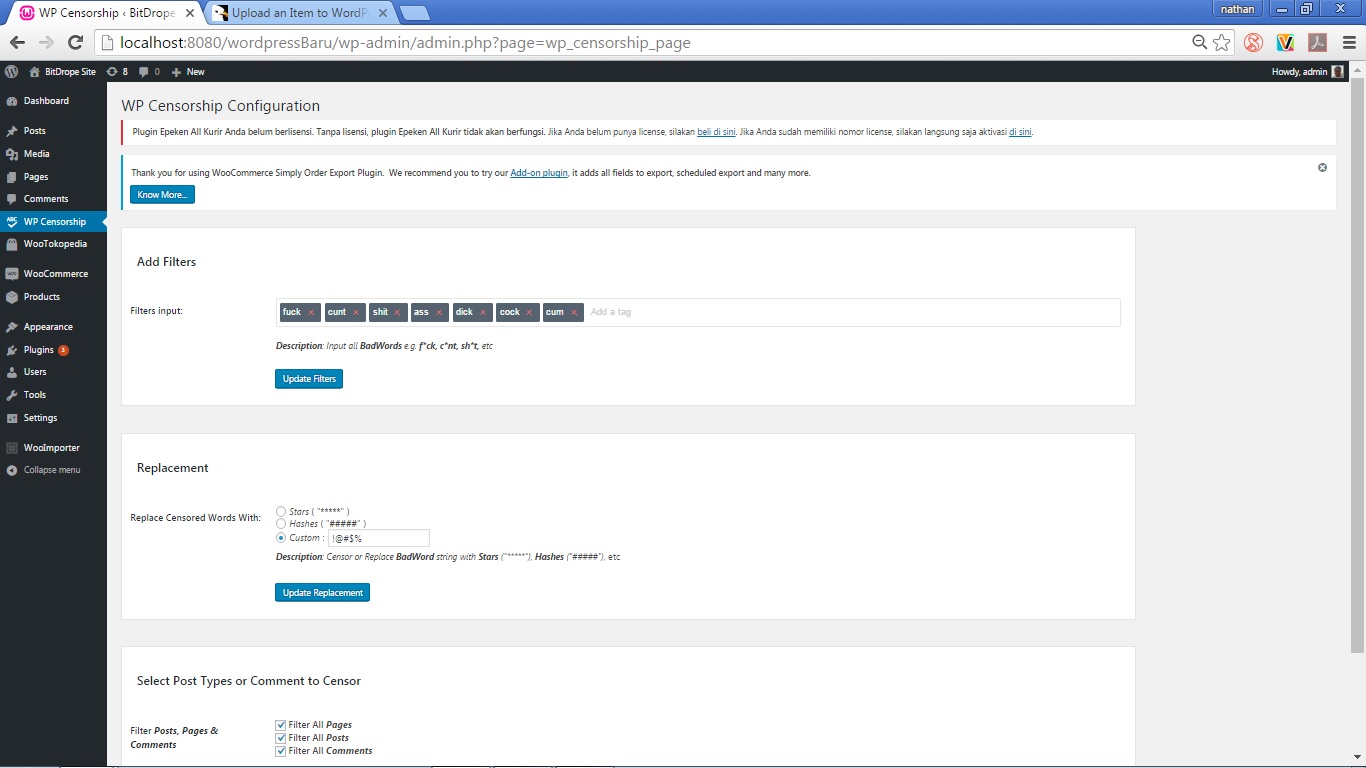 WP Censorship ‹ BitDrope
Upload an Item to WordP
nathan
localhost:8080/wordpressBaru/wp-admin/admin.php?page=wp_censorship_page
BitDrope Site
8
0
New
Howdy, admin
Dashboard
Posts
Media
Pages
Comments
WP Censorship
WooTokopedia
WooCommerce
Products
Appearance
Plugins 3
Users
Tools
Settings
WooImporter
Collapse menu
WP Censorship Configuration
Plugin Epeken All Kurir Anda belum berlisensi. Tanpa lisensi, plugin Epeken All Kurir tidak akan berfungsi. Jika Anda belum punya license, silakan beli di sini. Jika Anda sudah memiliki nomor license, silakan langsung saja aktivasi di sini.
Thank you for using WooCommerce Simply Order Export Plugin. We recommend you to try our Add-on plugin, it adds all fields to export, scheduled export and many more.
Know More...
Add Filters
Filters input:
fuck x cunt x shit x ass x dick x cock x cum x Add a tag
Description: Input all BadWords e.g. f*ck, c*nt, sh*t, etc
Update Filters
Replacement
Replace Censored Words With:
Stars ( "*****" )
Hashes ( "#####" )
Custom : !@#$%
Description: Censor or Replace BadWord string with Stars ("*****"), Hashes ("#####"), etc
Update Replacement
Select Post Types or Comment to Censor
Filter Posts, Pages &
Comments
Filter All Pages
Filter All Posts
Filter All Comments